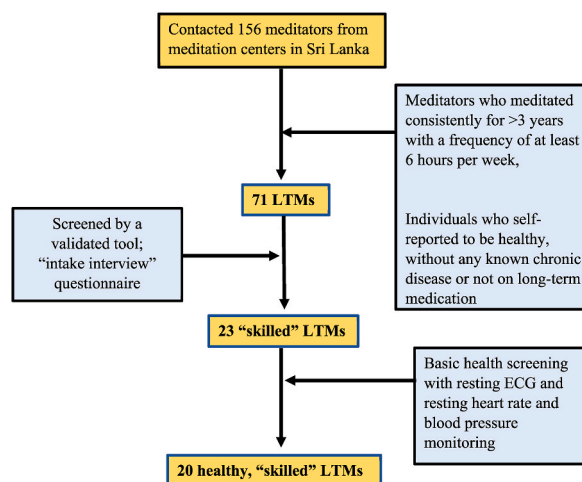 Contacted 156 meditators from
meditation centers in Sri Lanka
Meditators who meditated
consistently for >3 years
with a frequency of at least
6 hours per week,
Individuals who self-
reported to be healthy,
without any known chronic
disease or not on long-term
medication
71 LTMs
Screened by a
validated tool;
“intake interview”
questionnaire
23 “skilled” LTMs
Basic health screening
with resting ECG and
resting heart rate and
blood pressure
monitoring
20 healthy, “skilled” LTMs